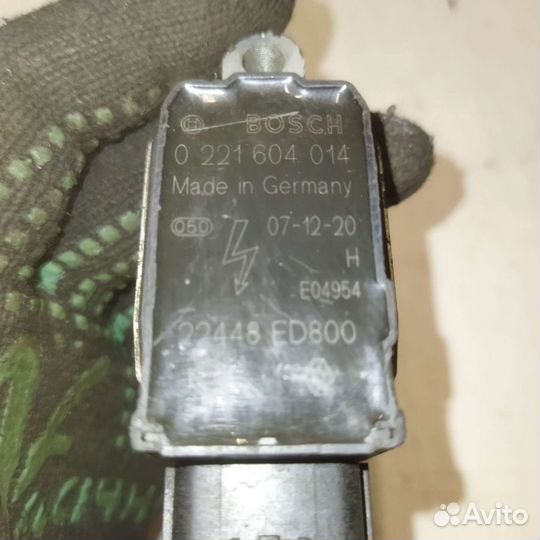 BOSCH
0 221 604 014
Made in Germany
050 07-12-20
H
E04954
22448 ED800
Avito